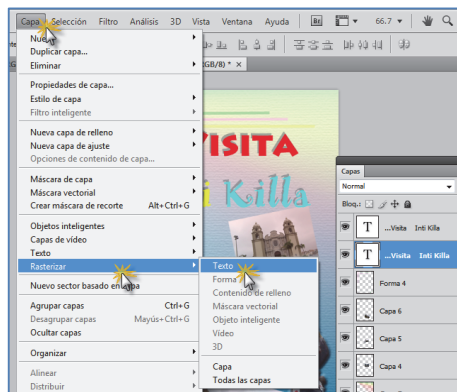 Capa Selección Filtro Análisis 3D Vista Ventana Ayuda Br 66.7
Duplicar capa...
Eliminar
RGB/8) * ×
Propiedades de capa...
Estilo de capa
Filtro inteligente
Nueva capa de relleno
Nueva capa de ajuste
Opciones de contenido de capa...
Máscara de capa
Máscara vectorial
Crear máscara de recorte Alt+Ctrl+G
Objetos inteligentes
Capas de vídeo
Texto
Rasterizar
Nuevo sector basado en capa
Agrupar capas Ctrl+G
Desagrupar capas Mayús+Ctrl+G
Ocultar capas
Organizar
Alinear
Distribuir
Texto
Forma
Contenido de relleno
Máscara vectorial
Objeto inteligente
Vídeo
3D
Capa
Todas las capas
VISITA
i Killa
Capas
Normal
Bloq.:
T ...Visita Inti Killa
T ...Visita Inti Killa
Forma 4
Capa 6
Capa 5
Capa 4